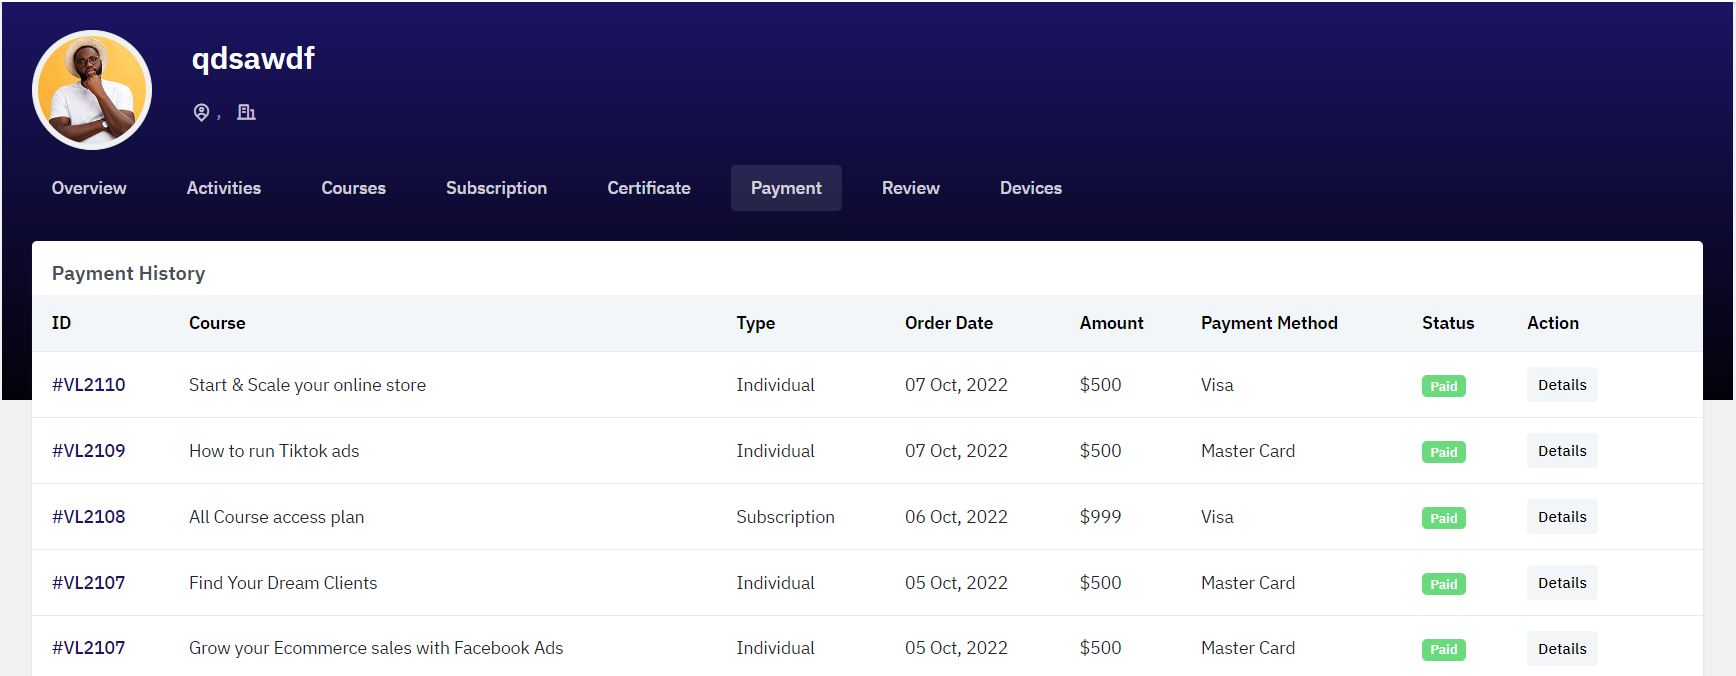 qdsawdf
,
Overview Activities Courses Subscription Certificate Payment Review Devices
Payment History
ID Course Type Order Date Amount Payment Method Status Action
#VL2110 Start & Scale your online store Individual 07 Oct, 2022 $500 Visa Paid Details
#VL2109 How to run Tiktok ads Individual 07 Oct, 2022 $500 Master Card Paid Details
#VL2108 All Course access plan Subscription 06 Oct, 2022 $999 Visa Paid Details
#VL2107 Find Your Dream Clients Individual 05 Oct, 2022 $500 Master Card Paid Details
#VL2107 Grow your Ecommerce sales with Facebook Ads Individual 05 Oct, 2022 $500 Master Card Paid Details